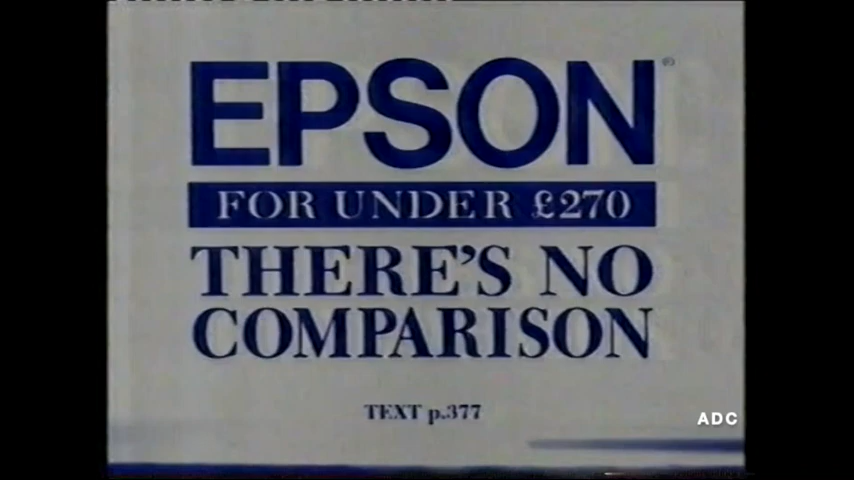 EPSON®
FOR UNDER £270
THERE'S NO
COMPARISON
TEXT p.377
ADC